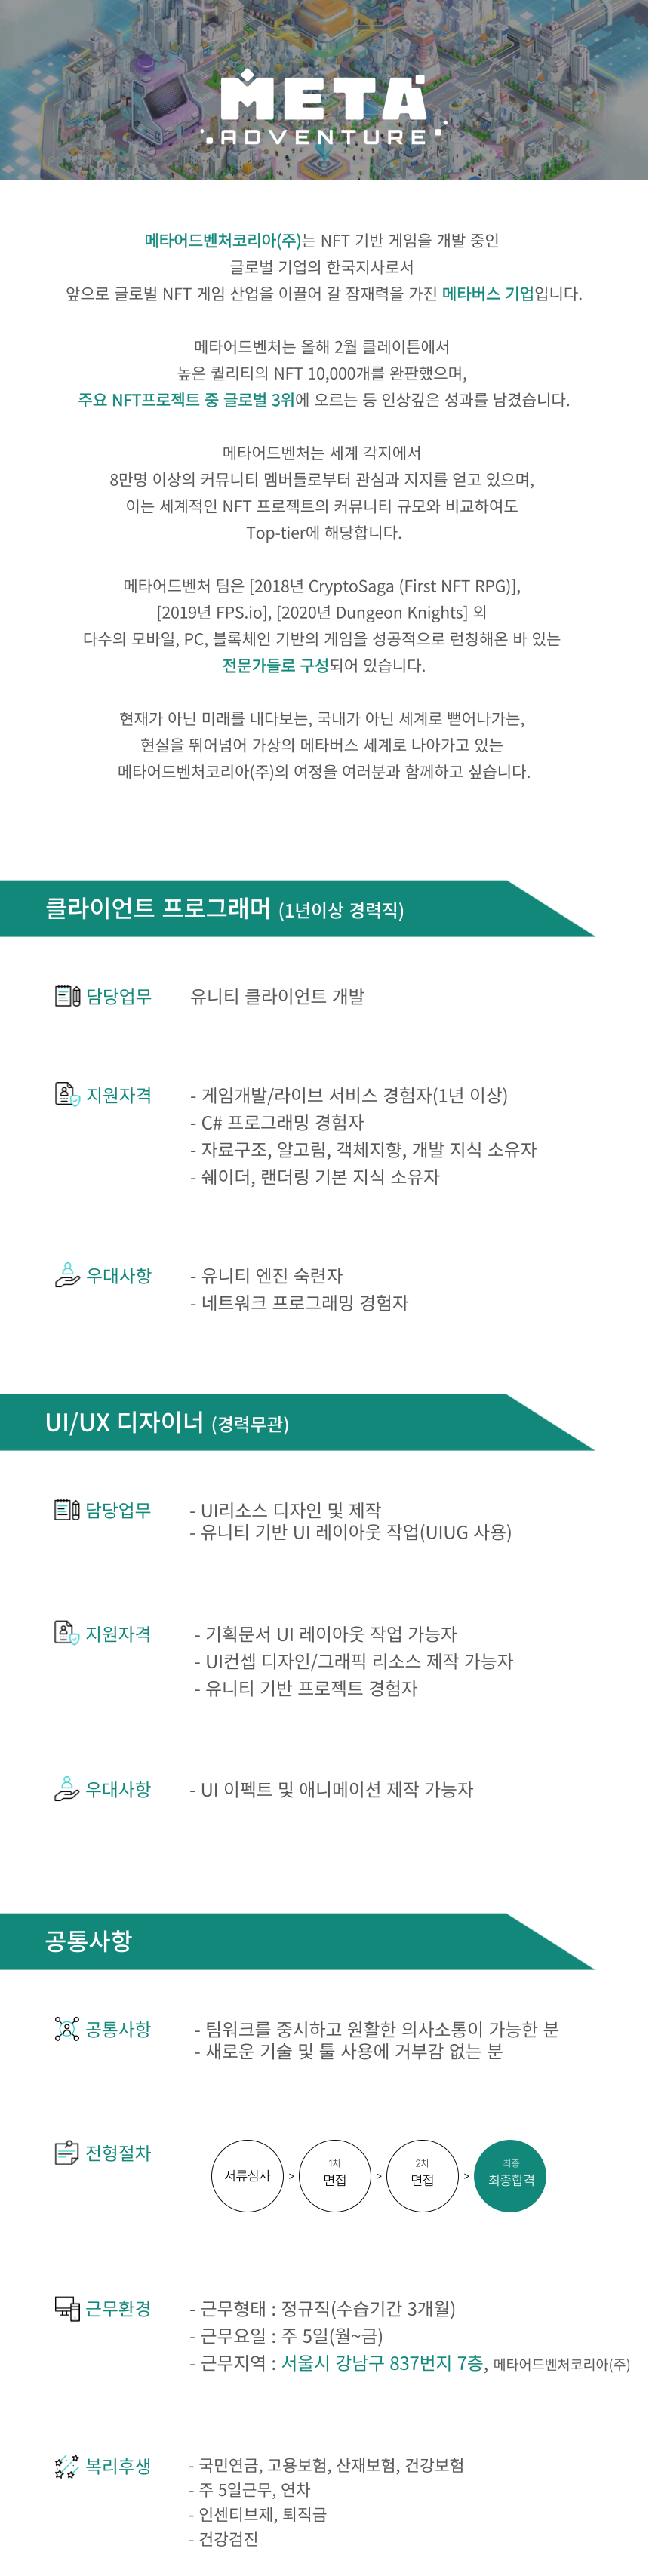 META
ADVENTURE
메타어드벤처코리아(주)는 NFT 기반 게임을 개발 중인
글로벌 기업의 한국지사로서
앞으로 글로벌 NFT 게임 산업을 이끌어 갈 잠재력을 가진 메타버스 기업입니다.
메타어드벤처는 올해 2월 클레이튼에서
높은 퀄리티의 NFT 10,000개를 완판했으며,
주요 NFT프로젝트 중 글로벌 3위에 오르는 등 인상깊은 성과를 남겼습니다.
메타어드벤처는 세계 각지에서
8만명 이상의 커뮤니티 멤버들로부터 관심과 지지를 얻고 있으며,
이는 세계적인 NFT 프로젝트의 커뮤니티 규모와 비교하여도
Top-tier에 해당합니다.
메타어드벤처 팀은 [2018년 CryptoSaga (First NFT RPG)],
[2019년 FPS.io], [2020년 Dungeon Knights] 외
다수의 모바일, PC, 블록체인 기반의 게임을 성공적으로 런칭해온 바 있는
전문가들로 구성되어 있습니다.
현재가 아닌 미래를 내다보는, 국내가 아닌 세계로 뻗어나가는,
현실을 뛰어넘어 가상의 메타버스 세계로 나아가고 있는
메타어드벤처코리아(주)의 여정을 여러분과 함께하고 싶습니다.
클라이언트 프로그래머 (1년이상 경력직)
담당업무 유니티 클라이언트 개발
지원자격 - 게임개발/라이브 서비스 경험자(1년 이상)
- C# 프로그래밍 경험자
- 자료구조, 알고림, 객체지향, 개발 지식 소유자
- 쉐이더, 랜더링 기본 지식 소유자
우대사항 - 유니티 엔진 숙련자
- 네트워크 프로그래밍 경험자
UI/UX 디자이너 (경력무관)
담당업무 - UI리소스 디자인 및 제작
- 유니티 기반 UI 레이아웃 작업(UIUG 사용)
지원자격 - 기획문서 UI 레이아웃 작업 가능자
- UI컨셉 디자인/그래픽 리소스 제작 가능자
- 유니티 기반 프로젝트 경험자
우대사항 - UI 이펙트 및 애니메이션 제작 가능자
공통사항
공통사항 - 팀워크를 중시하고 원활한 의사소통이 가능한 분
- 새로운 기술 및 툴 사용에 거부감 없는 분
전형절차
서류심사 > 1차 면접 > 2차 면접 > 최종 최종합격
근무환경 - 근무형태 : 정규직(수습기간 3개월)
- 근무요일 : 주 5일(월~금)
- 근무지역 : 서울시 강남구 837번지 7층, 메타어드벤처코리아(주)
복리후생 - 국민연금, 고용보험, 산재보험, 건강보험
- 주 5일근무, 연차
- 인센티브제, 퇴직금
- 건강검진